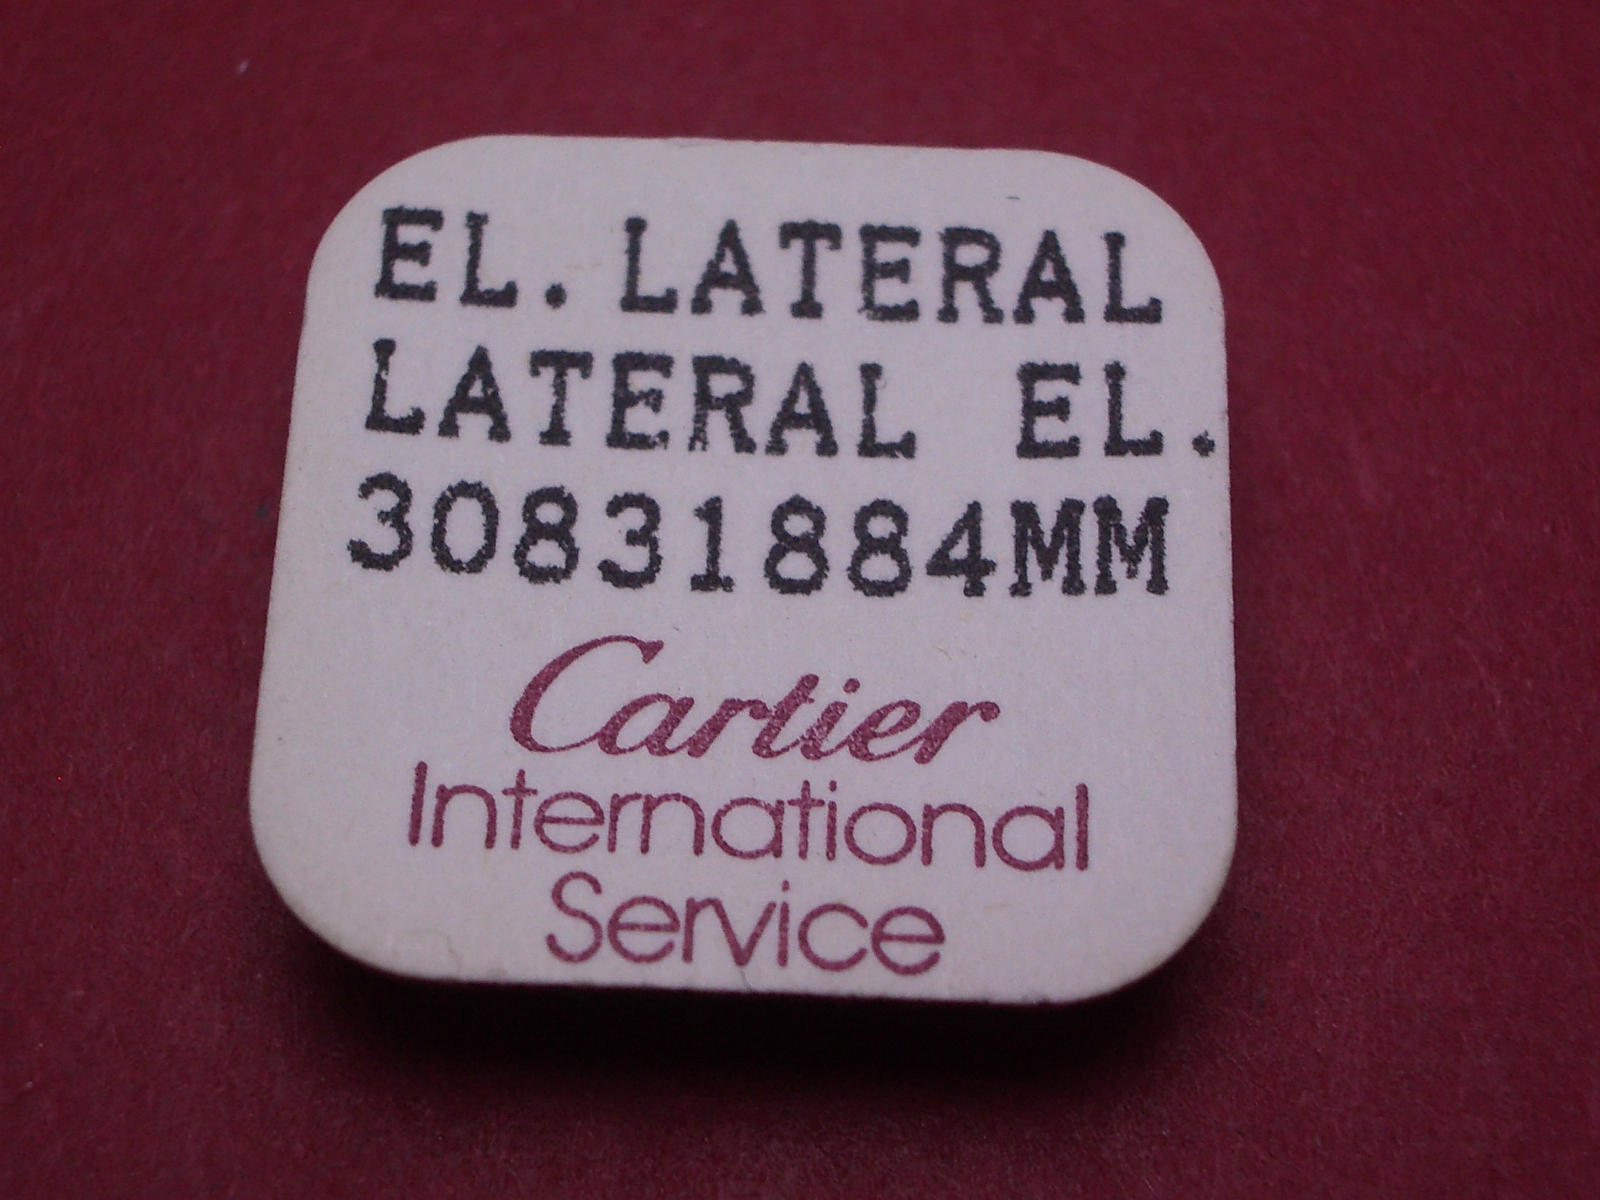 EL. LATERAL
LATERAL EL.
30831884MM
Cartier
International
Service